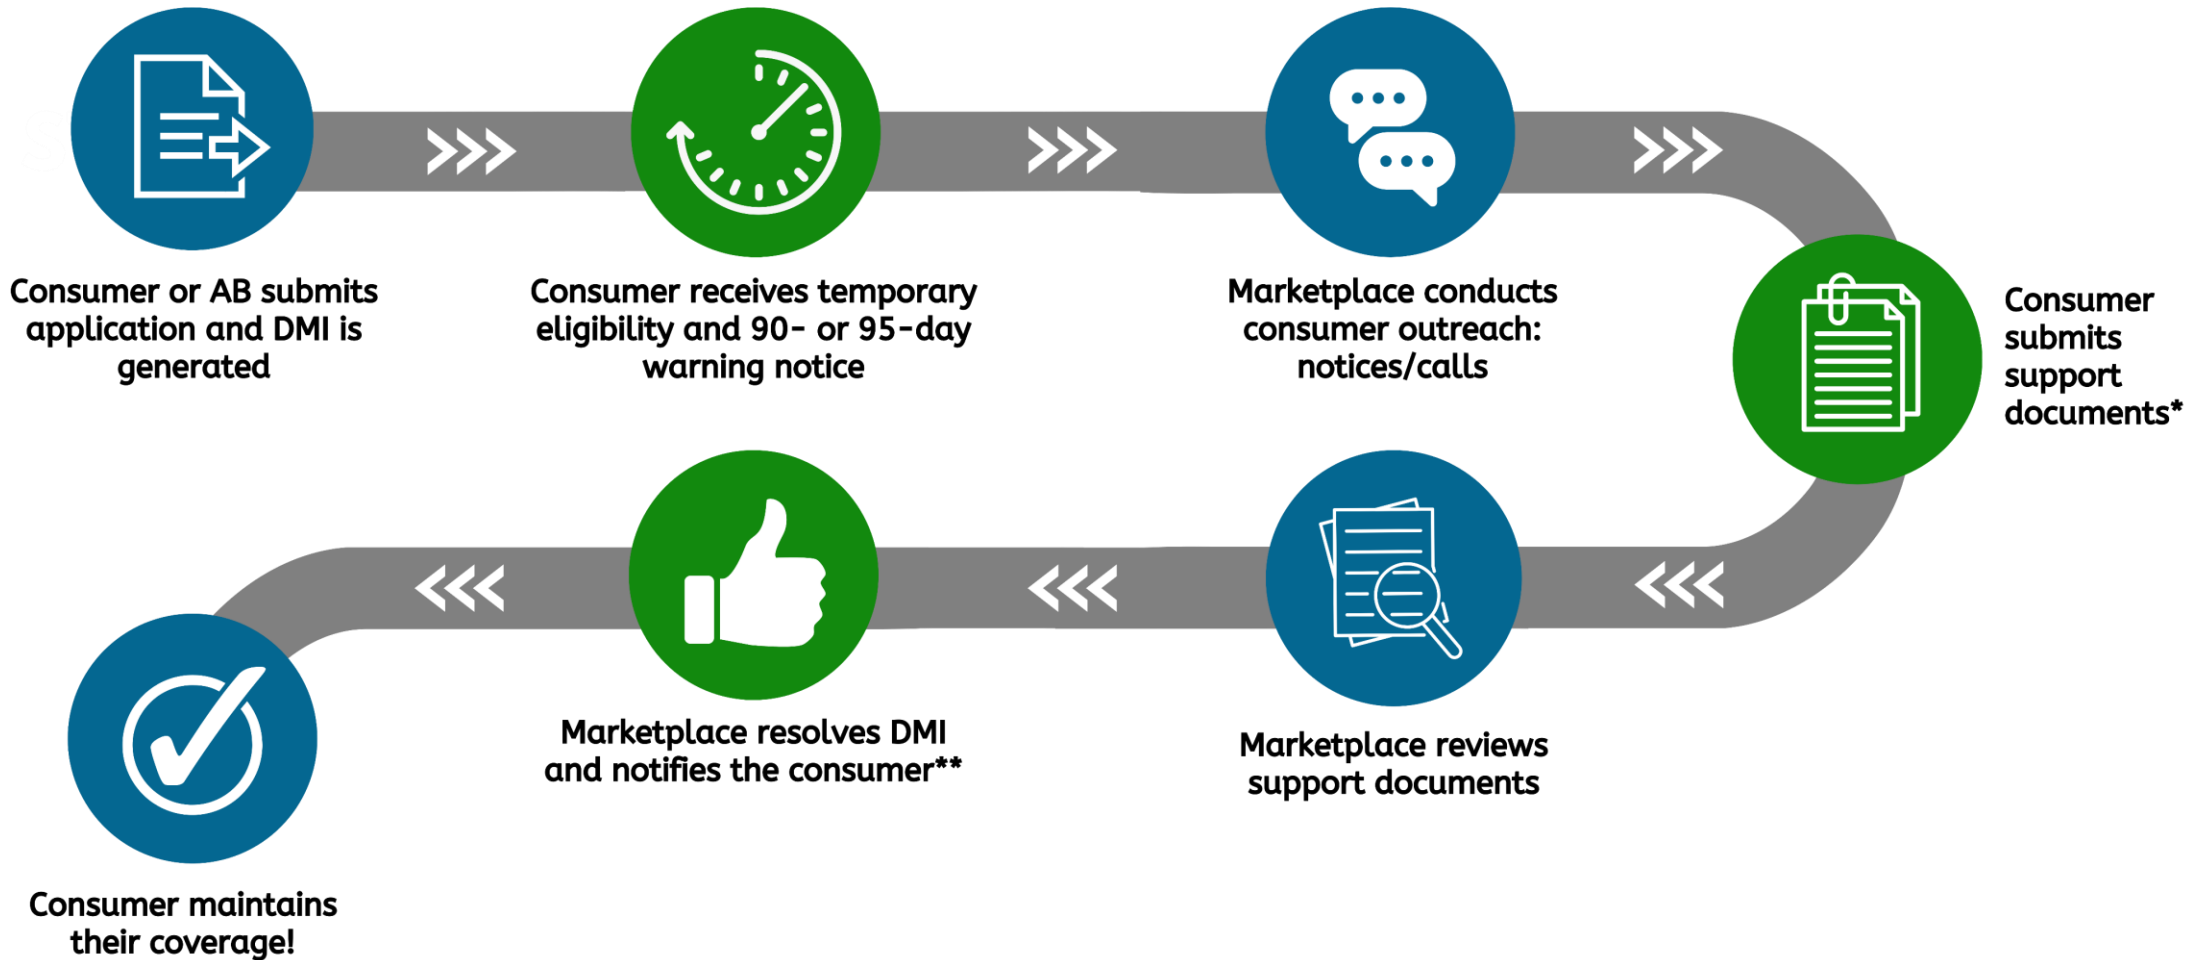 Consumer or AB submits
application and DMI is
generated
Consumer receives temporary
eligibility and 90- or 95-day
warning notice
Marketplace conducts
consumer outreach:
notices/calls
Consumer
submits
support
documents*
Marketplace reviews
support documents
Marketplace resolves DMI
and notifies the consumer**
Consumer maintains
their coverage!